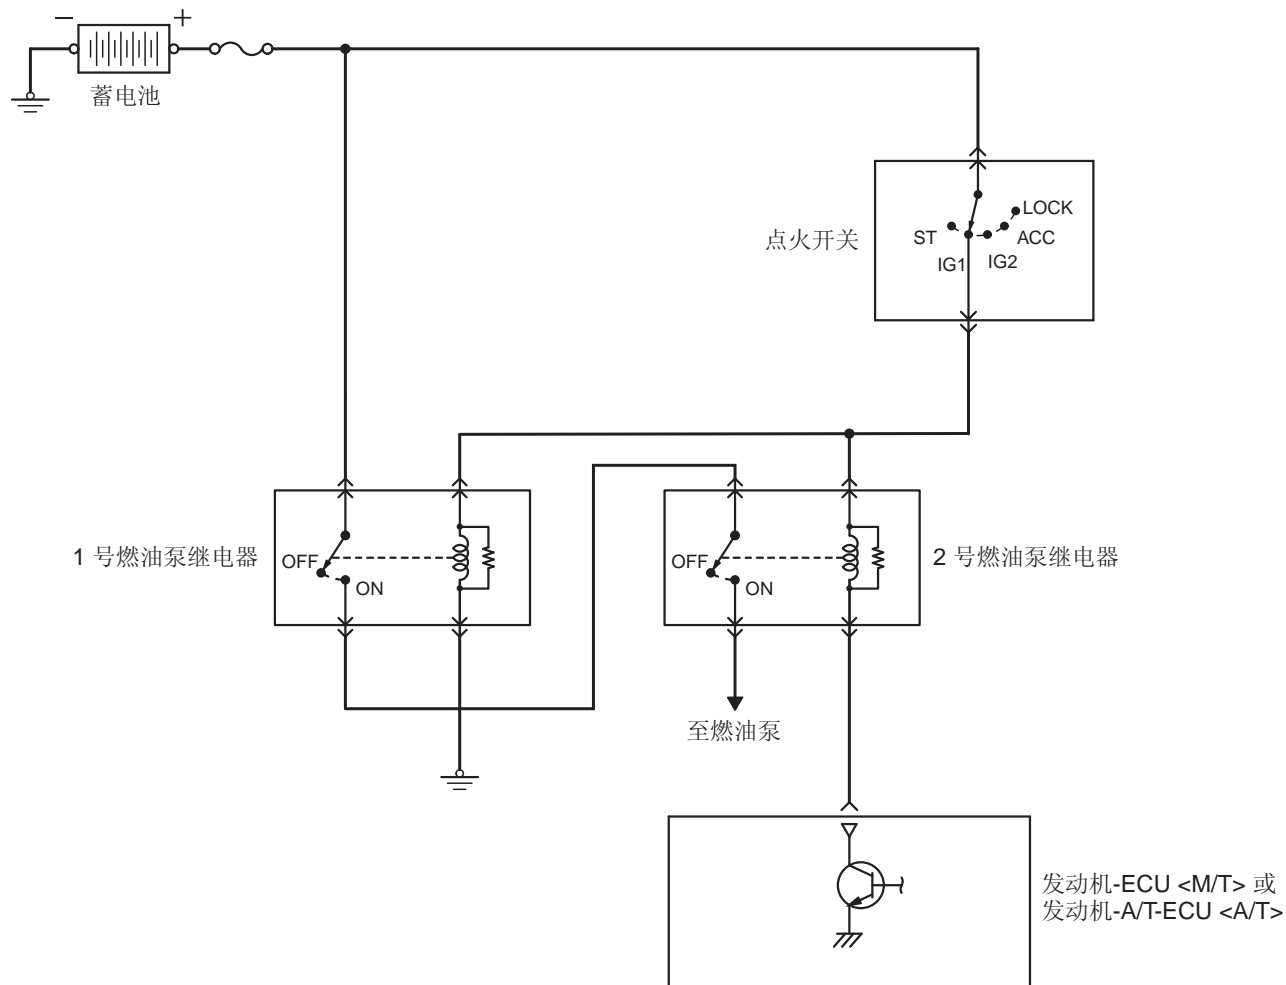 — +
蓄电池
点火开关
LOCK
ST
ACC
IG1
IG2
1 号燃油泵继电器
OFF
ON
OFF
ON
2 号燃油泵继电器
至燃油泵
发动机-ECU <M/T> 或
发动机-A/T-ECU <A/T>